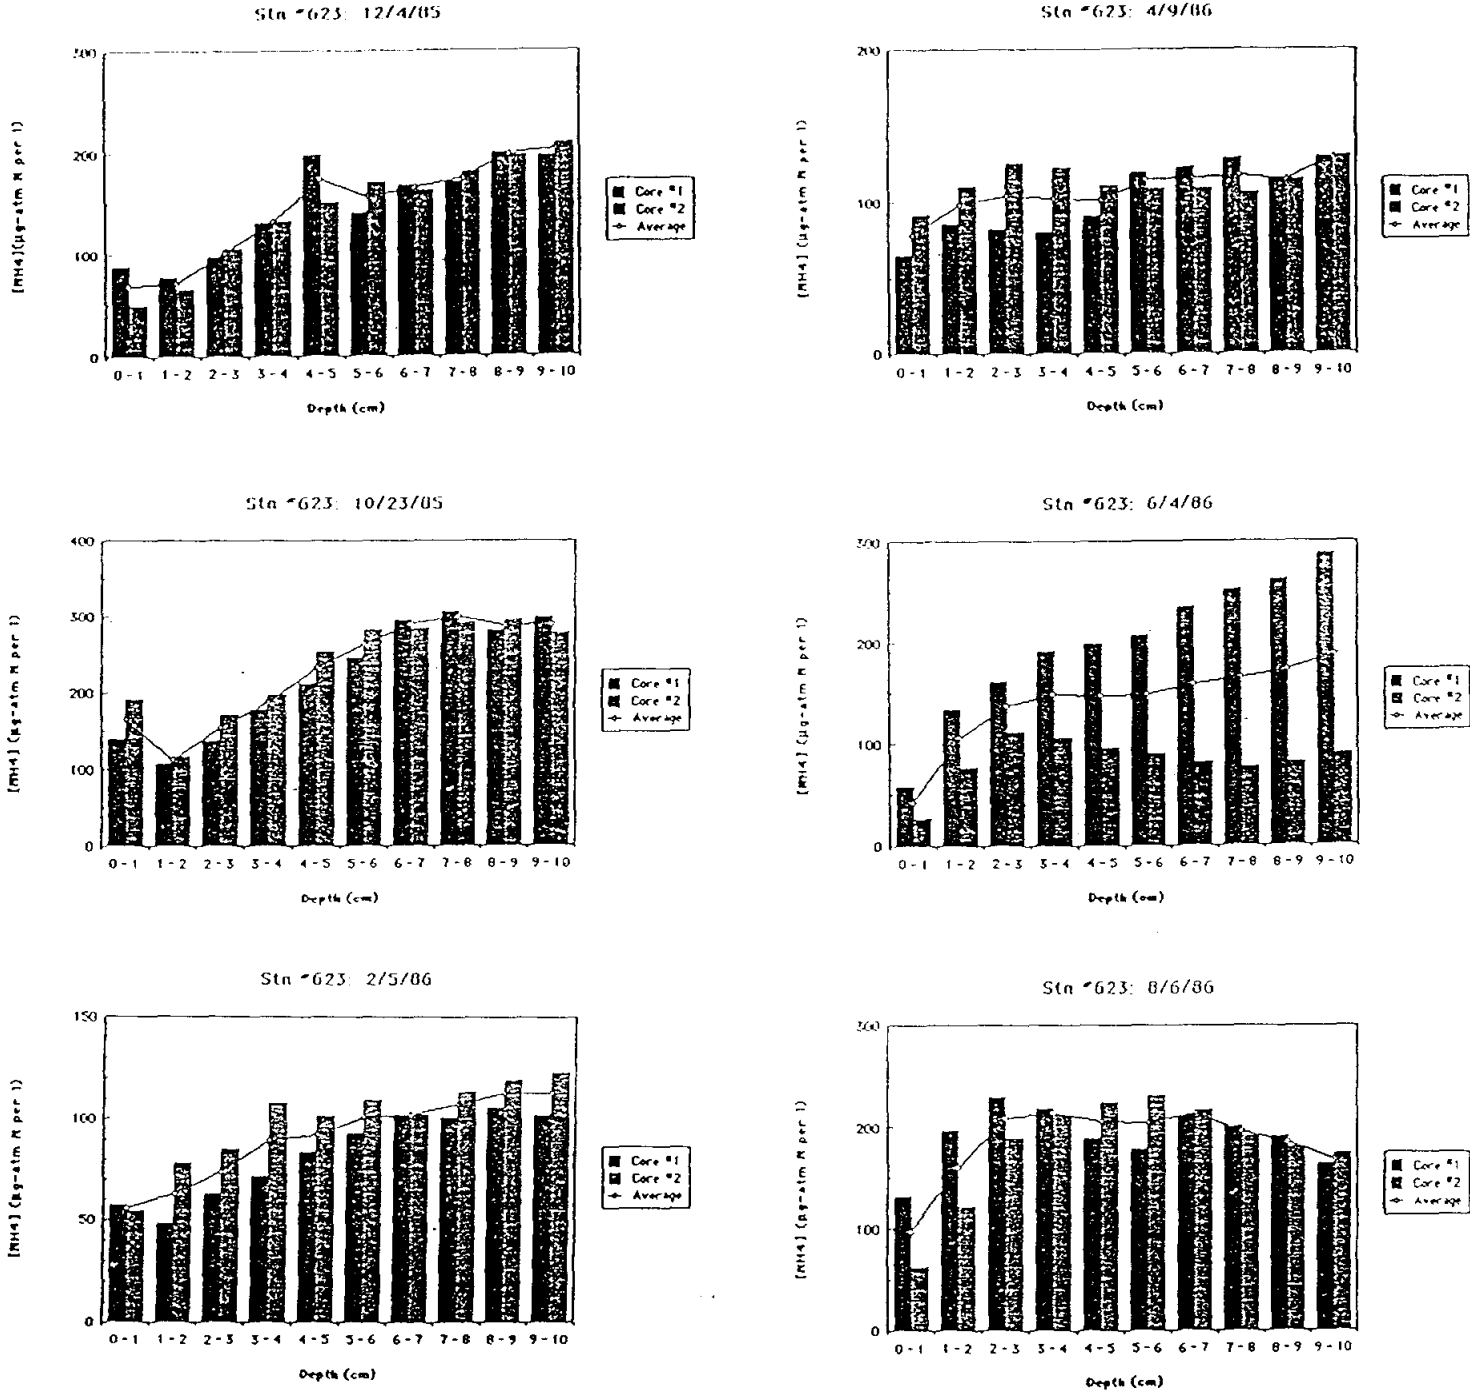 Stn #623: 12/4/85
300
200
100
0
[NH4](µg-atm N per l)
0-1 1-2 2-3 3-4 4-5 5-6 6-7 7-8 8-9 9-10
Depth (cm)
Core #1
Core #2
Average
Stn #623: 4/9/86
200
100
0
[NH4] (µg-atm N per l)
0-1 1-2 2-3 3-4 4-5 5-6 6-7 7-8 8-9 9-10
Depth (cm)
Core #1
Core #2
Average
Stn #623: 10/23/85
400
300
200
100
0
[NH4] (µg-atm N per l)
0-1 1-2 2-3 3-4 4-5 5-6 6-7 7-8 8-9 9-10
Depth (cm)
Core #1
Core #2
Average
Stn #623: 6/4/86
300
200
100
0
[NH4] (µg-atm N per l)
0-1 1-2 2-3 3-4 4-5 5-6 6-7 7-8 8-9 9-10
Depth (cm)
Core #1
Core #2
Average
Stn #623: 2/5/86
150
100
50
0
[NH4] (µg-atm N per l)
0-1 1-2 2-3 3-4 4-5 5-6 6-7 7-8 8-9 9-10
Depth (cm)
Core #1
Core #2
Average
Stn #623: 8/6/86
300
200
100
0
[NH4] (µg-atm N per l)
0-1 1-2 2-3 3-4 4-5 5-6 6-7 7-8 8-9 9-10
Depth (cm)
Core #1
Core #2
Average